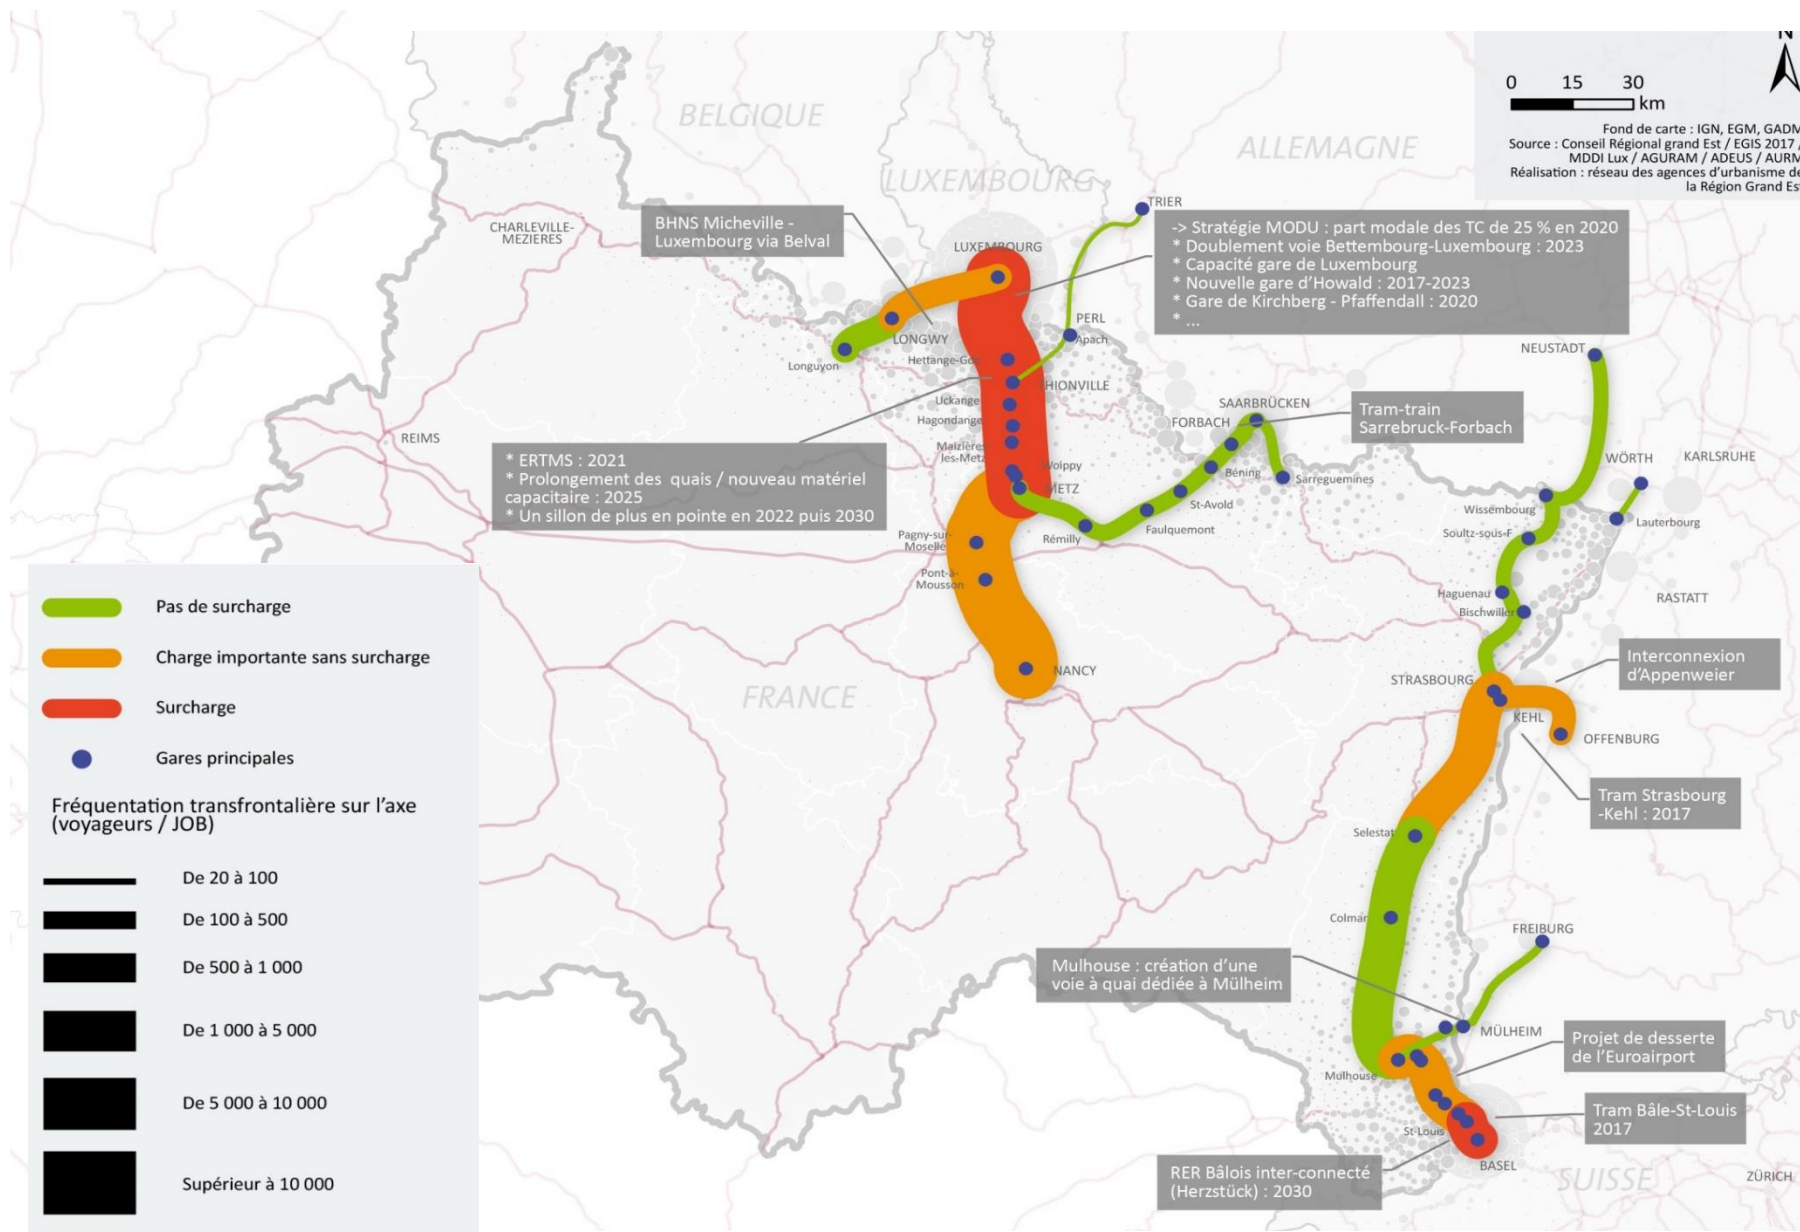 N
0 15 30
km
Fond de carte : IGN, EGM, GADM
Source : Conseil Régional grand Est / EGIS 2017 /
MDDI Lux / AGURAM / ADEUS / AURM
Réalisation : réseau des agences d'urbanisme de
la Région Grand Est
BELGIQUE
ALLEMAGNE
LUXEMBOURG
TRIER
CHARLEVILLE-
MEZIERES
BHNS Micheville -
Luxembourg via Belval
LUXEMBOURG
-> Stratégie MODU : part modale des TC de 25 % en 2020
* Doublement voie Bettembourg-Luxembourg : 2023
* Capacité gare de Luxembourg
* Nouvelle gare d'Howald : 2017-2023
* Gare de Kirchberg - Pfaffendall : 2020
* ...
PERL
Apach
LONGWY
Longuyon
Hettange-Gde
NEUSTADT
THIONVILLE
Uckange
Hagondange
SAARBRÜCKEN
FORBACH
Tram-train
Sarrebruck-Forbach
REIMS
Maizières
les-Metz
Woippy
METZ
* ERTMS : 2021
* Prolongement des quais / nouveau matériel
capacitaire : 2025
* Un sillon de plus en pointe en 2022 puis 2030
Béning
Sarreguemines
St-Avold
Faulquemont
Rémilly
WÖRTH
KARLSRUHE
Wissembourg
Lauterbourg
Soultz-sous-F
Pagny-sur-
Moselle
Pont-à-
Mousson
Haguenau
Bischwiller
RASTATT
Pas de surcharge
Charge importante sans surcharge
Surcharge
Gares principales
Fréquentation transfrontalière sur l'axe
(voyageurs / JOB)
De 20 à 100
De 100 à 500
De 500 à 1 000
De 1 000 à 5 000
De 5 000 à 10 000
Supérieur à 10 000
NANCY
FRANCE
STRASBOURG
Interconnexion
d'Appenweier
KEHL
OFFENBURG
Tram Strasbourg
-Kehl : 2017
Selestat
Colmar
FREIBURG
Mulhouse : création d'une
voie à quai dédiée à Mülheim
MÜLHEIM
Projet de desserte
de l'Euroairport
Mulhouse
Tram Bâle-St-Louis
2017
St-Louis
BASEL
RER Bâlois inter-connecté
(Herzstück) : 2030
SUISSE
ZÜRICH